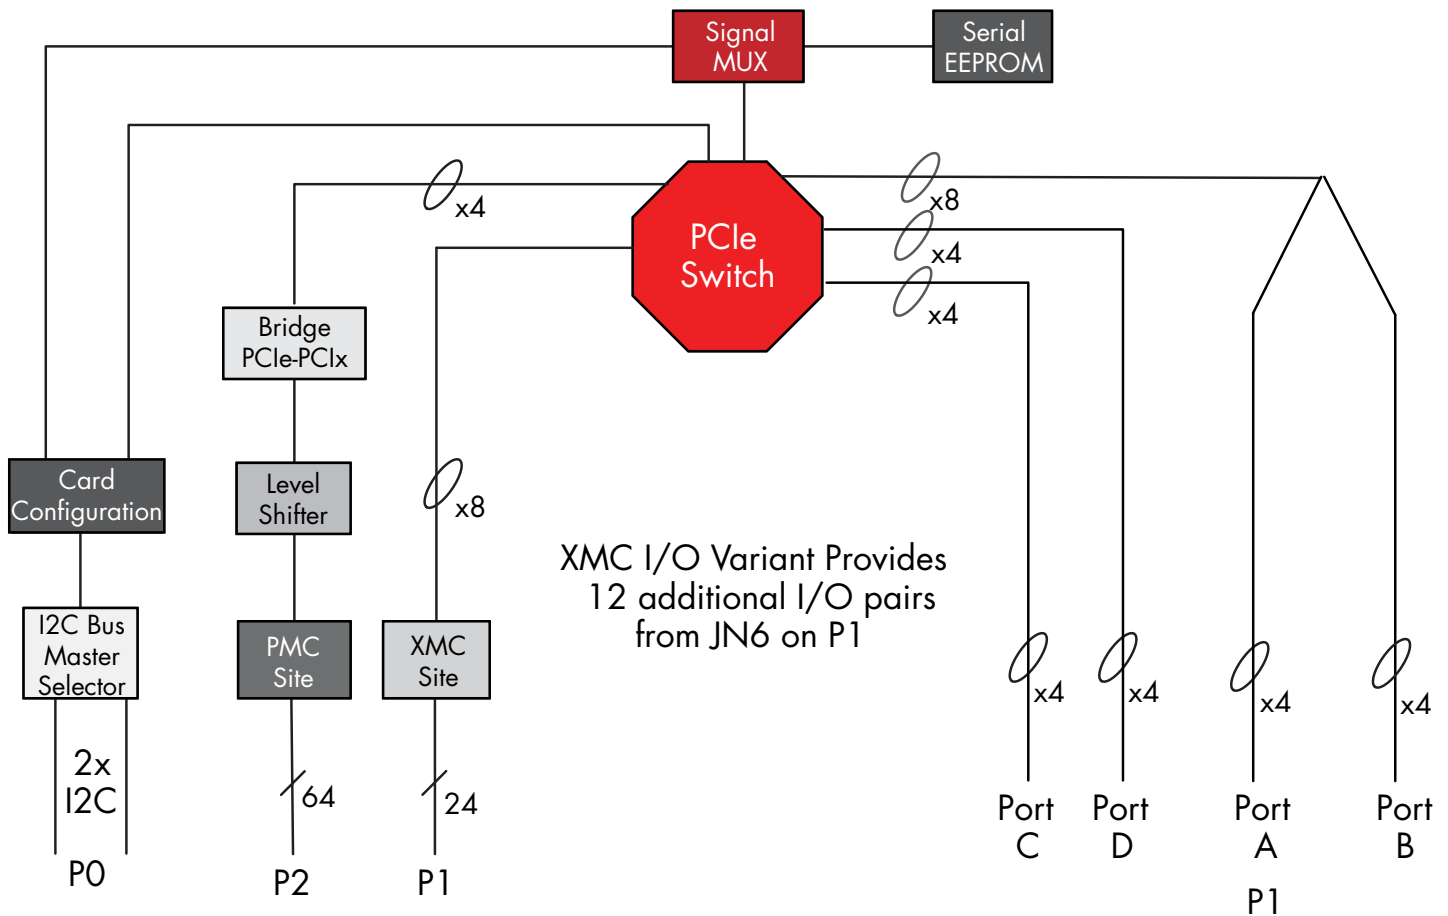 Signal
MUX
Serial
EEPROM
x4
x8
PCIe
Switch
x4
x4
Bridge
PCIe-PCIx
Card
Configuration
Level
Shifter
x8
XMC I/O Variant Provides
12 additional I/O pairs
from JN6 on P1
I2C Bus
Master
Selector
PMC
Site
XMC
Site
x4
x4
x4
x4
2x
I2C
64
24
Port
C
Port
D
Port
A
Port
B
P0
P2
P1
P1